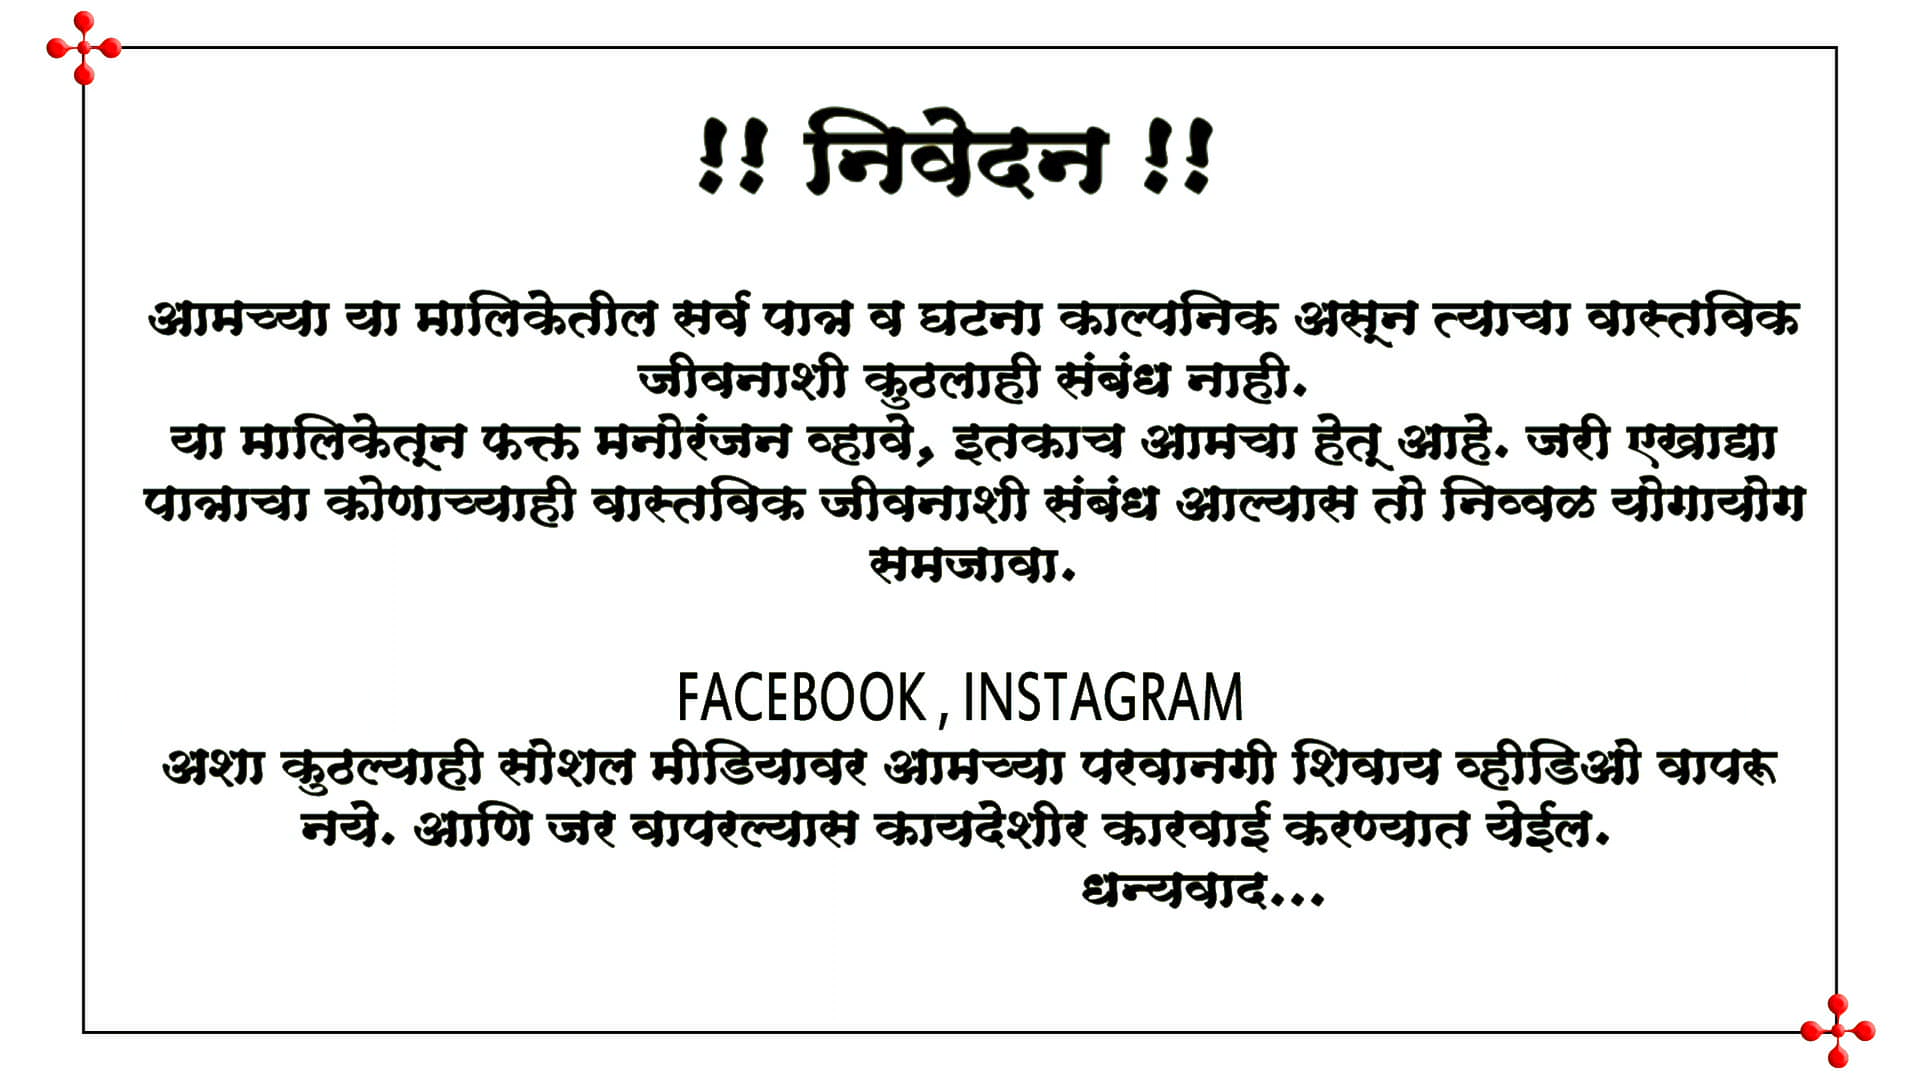 !! निवेदन !!
आमच्या या मालिकेतील सर्व पात्र व घटना काल्पनिक असून त्याचा वास्तविक
जीवनाशी कुठलाही संबंध नाही.
या मालिकेतून फक्त मनोरंजन व्हावे, इतकाच आमचा हेतू आहे. जरी एखाद्या
पात्राचा कोणाच्याही वास्तविक जीवनाशी संबंध आल्यास तो निव्वळ योगायोग
समजावा.
FACEBOOK , INSTAGRAM
अशा कुठल्याही सोशल मीडियावर आमच्या परवानगी शिवाय व्हीडिओ वापरू
नये. आणि जर वापरल्यास कायदेशीर कारवाई करण्यात येईल.
धन्यवाद...